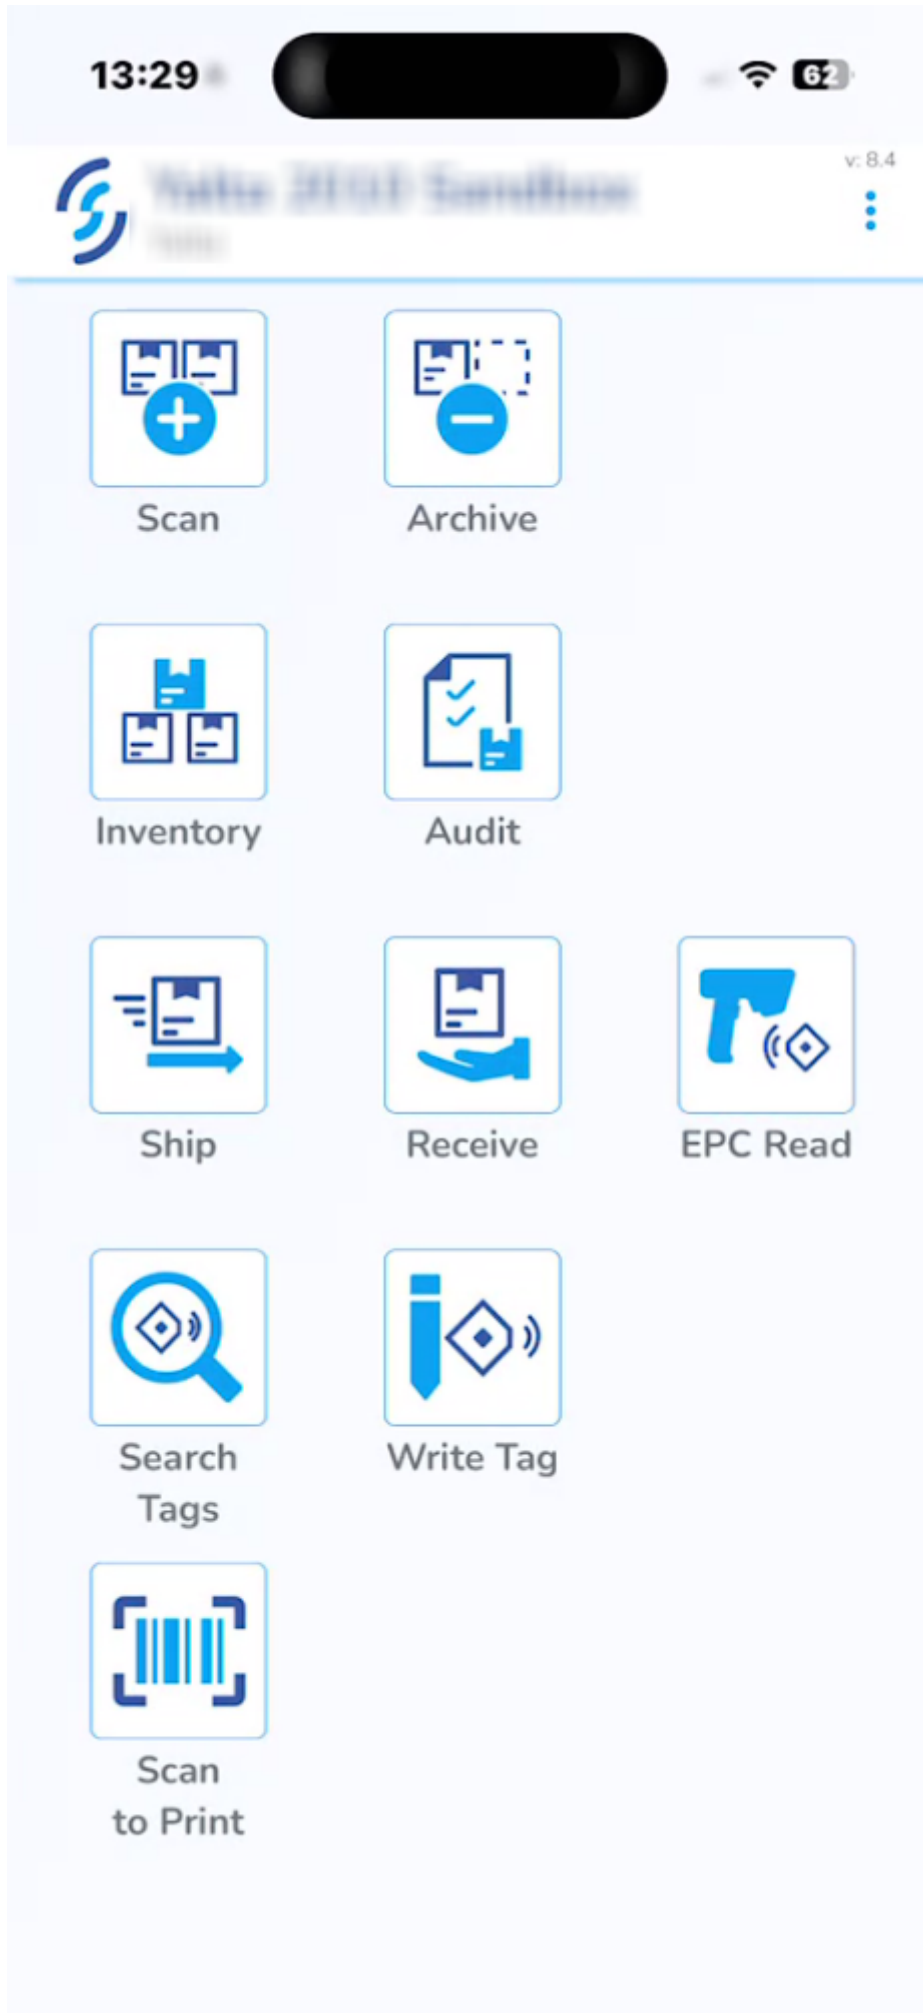 13:29
62
v: 8.4
Scan
Archive
Inventory
Audit
Ship
Receive
EPC Read
Search
Tags
Write Tag
Scan
to Print